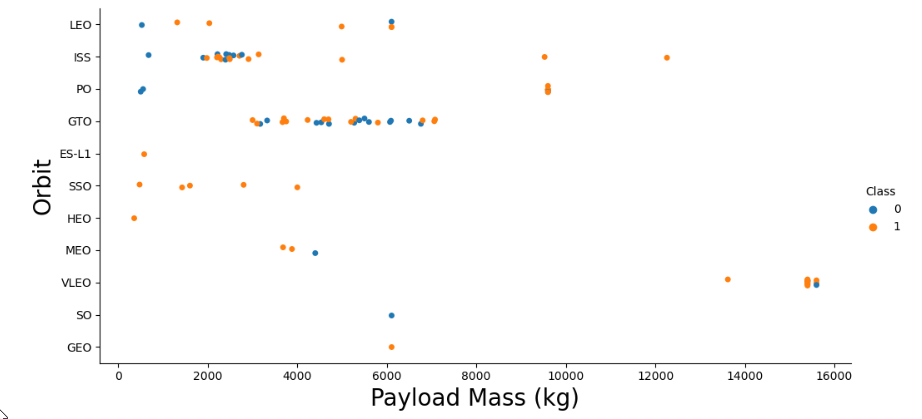 LEO
ISS
PO
GTO
ES-L1
SSO
HEO
MEO
VLEO
SO
GEO
Orbit
0 2000 4000 6000 8000 10000 12000 14000 16000
Payload Mass (kg)
Class
0
1